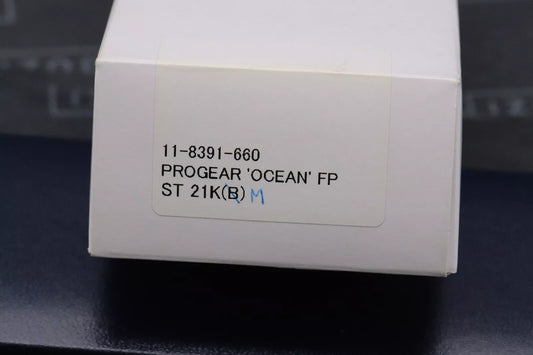 11-8391-660
PROGEAR 'OCEAN' FP
ST 21K(B) M